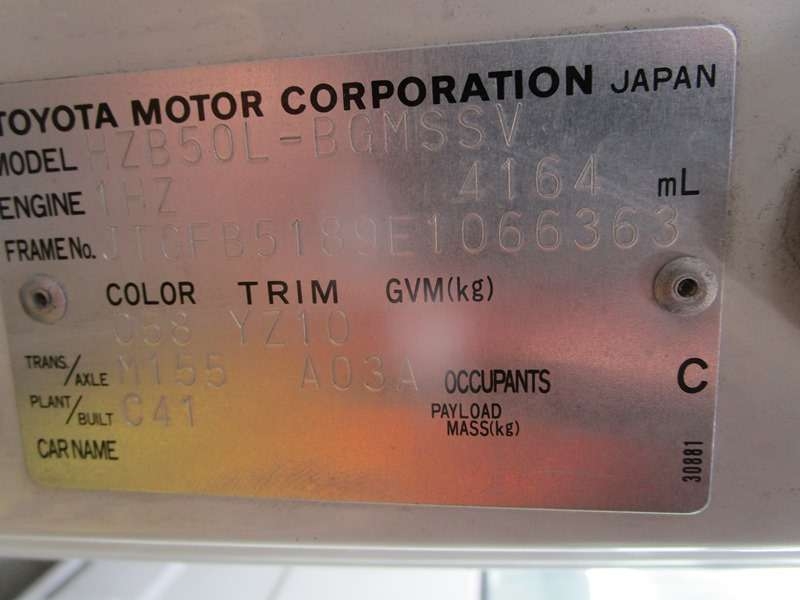 TOYOTA MOTOR CORPORATION JAPAN
MODEL HZB50L-BGMSSV
ENGINE 1HZ 4164 mL
FRAME No. JTGFB5189E1066363
COLOR TRIM GVM(kg)
058 YZ10
TRANS./AXLE M155 A03A OCCUPANTS C
PLANT/BUILT C41 PAYLOAD MASS(kg)
CAR NAME
30881